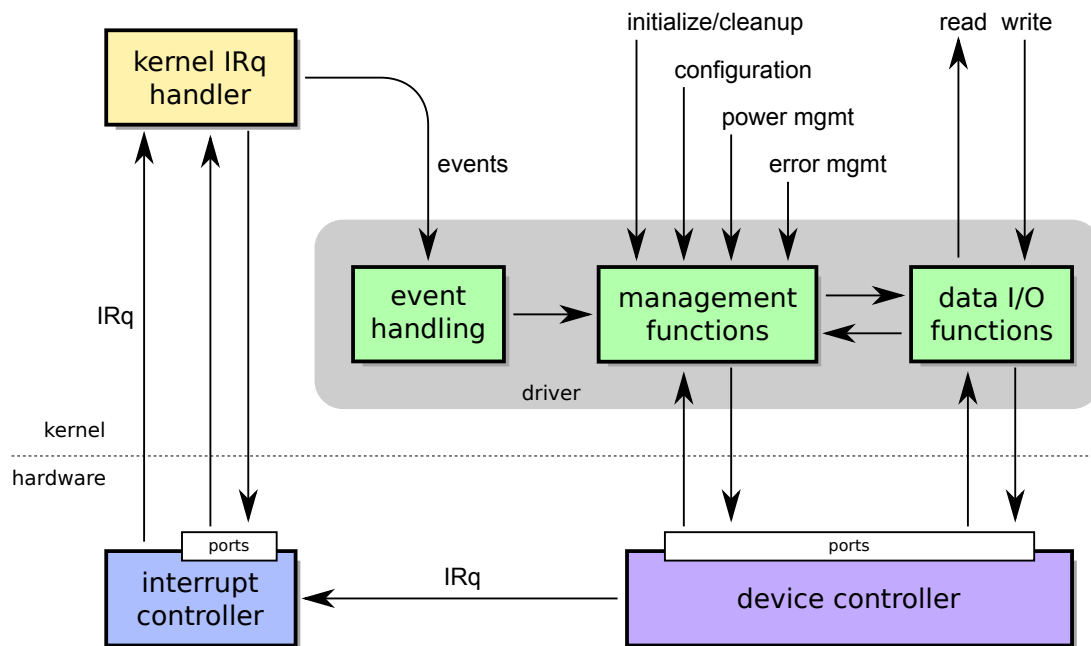 initialize/cleanup
read write
kernel IRq
handler
configuration
power mgmt
events
error mgmt
event
handling
management
functions
data I/O
functions
IRq
driver
kernel
hardware
ports
ports
interrupt
controller
IRq
device controller